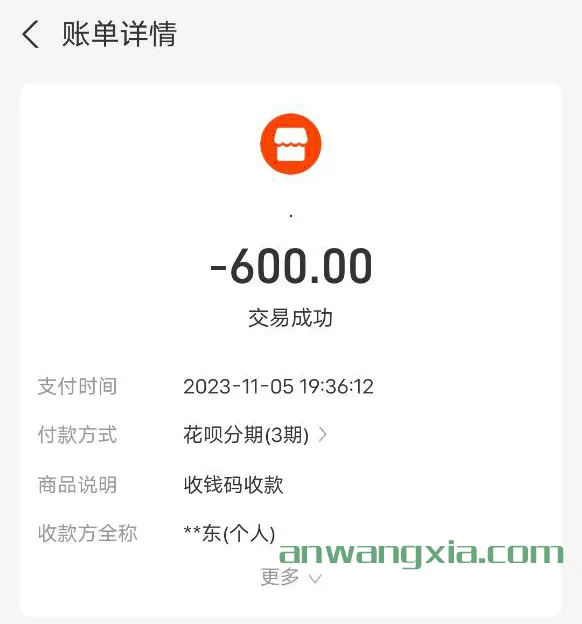 账单详情
.
-600.00
交易成功
支付时间 2023-11-05 19:36:12
付款方式 花呗分期(3期)
商品说明 收钱码收款
收款方全称 **东(个人)
anwangxia.com
更多